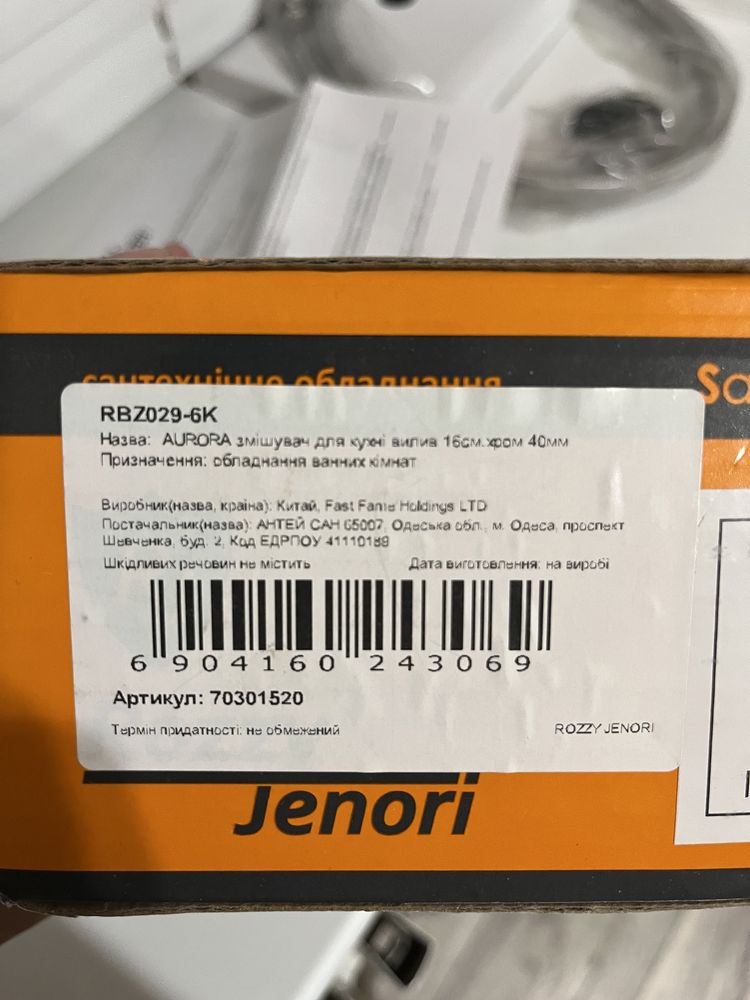 сантехнічне обладнання
Sa
RBZ029-6K
Назва: AURORA змішувач для кухні вилив 16см.хром 40мм
Призначення: обладнання ванних кімнат
Виробник(назва, країна): Китай, Fast Fame Holdings LTD
Постачальник(назва): АНТЕЙ САН 65007, Одеська обл., м. Одеса, проспект
Шевченка, буд. 2, Код ЕДРПОУ 41110189
Шкідливих речовин не містить Дата виготовлення: на виробі
6 904160 243069
Артикул: 70301520
Термін придатності: не обмежений ROZZY JENORI
Jenori